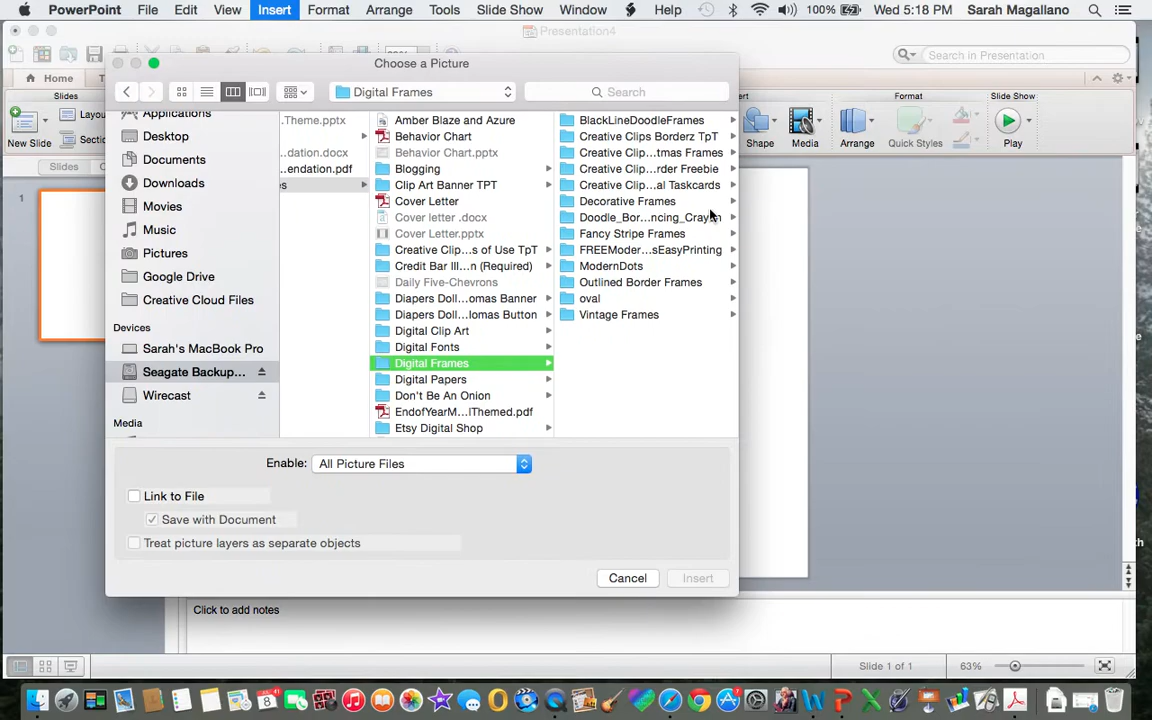 PowerPoint File Edit View Insert Format Arrange Tools Slide Show Window Help 100% Wed 5:18 PM Sarah Magallano
Presentation4
Search in Presentation
Home
Choose a Picture
Slides
Insert
Format
Slide Show
New Slide
Shape
Media
Arrange
Quick Styles
Play
Slides
1
Digital Frames
Search
Applications
Desktop
Documents
Downloads
Movies
Music
Pictures
Google Drive
Creative Cloud Files
Devices
Sarah's MacBook Pro
Seagate Backup...
Wirecast
Media
.Theme.pptx
dation.docx
endation.pdf
Amber Blaze and Azure
Behavior Chart
Behavior Chart.pptx
Blogging
Clip Art Banner TPT
Cover Letter
Cover letter .docx
Cover Letter.pptx
Creative Clip...s of Use TpT
Credit Bar Ill...n (Required)
Daily Five-Chevrons
Diapers Doll...omas Banner
Diapers Doll...lomas Button
Digital Clip Art
Digital Fonts
Digital Frames
Digital Papers
Don't Be An Onion
EndofYearM...lThemed.pdf
Etsy Digital Shop
BlackLineDoodleFrames
Creative Clips Borderz TpT
Creative Clip...tmas Frames
Creative Clip...rder Freebie
Creative Clip...al Taskcards
Decorative Frames
Fancy Stripe Frames
FREEModer...sEasyPrinting
ModernDots
Outlined Border Frames
oval
Vintage Frames
Enable: All Picture Files
Link to File
Save with Document
Treat picture layers as separate objects
Cancel Insert
Click to add notes
Slide 1 of 1 63%